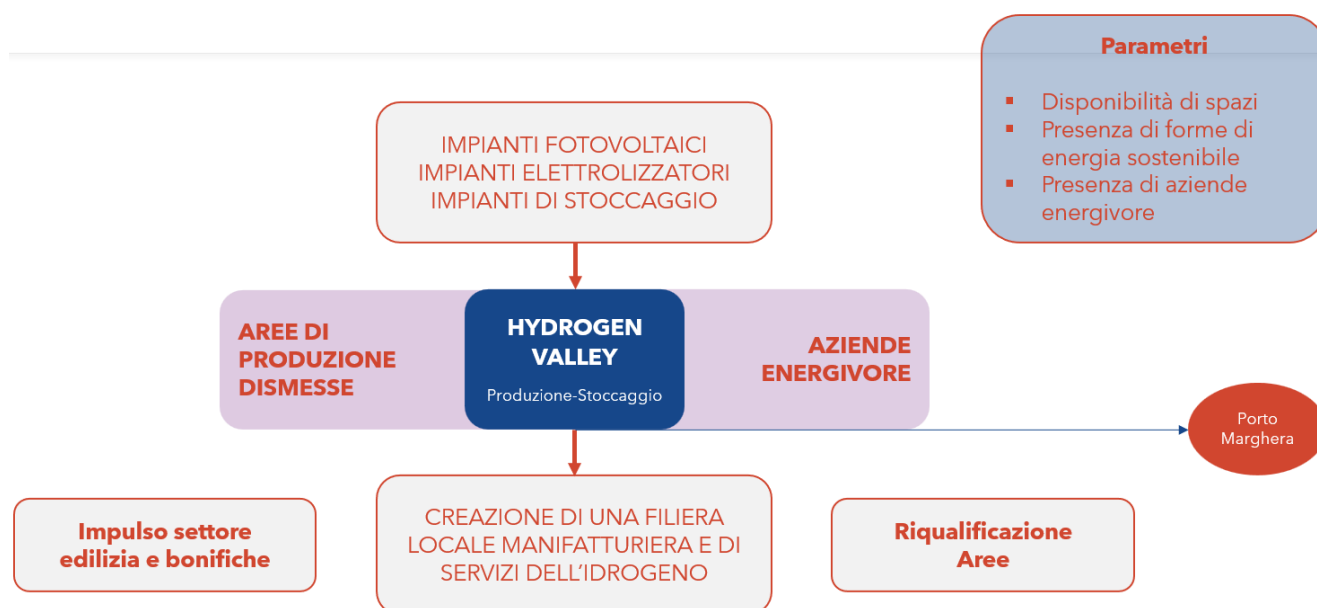 Parametri
▪ Disponibilità di spazi
▪ Presenza di forme di
energia sostenibile
▪ Presenza di aziende
energivore
IMPIANTI FOTOVOLTAICI
IMPIANTI ELETTROLIZZATORI
IMPIANTI DI STOCCAGGIO
AREE DI
PRODUZIONE
DISMESSE
HYDROGEN
VALLEY
Produzione-Stoccaggio
AZIENDE
ENERGIVORE
Porto
Marghera
Impulso settore
edilizia e bonifiche
CREAZIONE DI UNA FILIERA
LOCALE MANIFATTURIERA E DI
SERVIZI DELL’IDROGENO
Riqualificazione
Aree